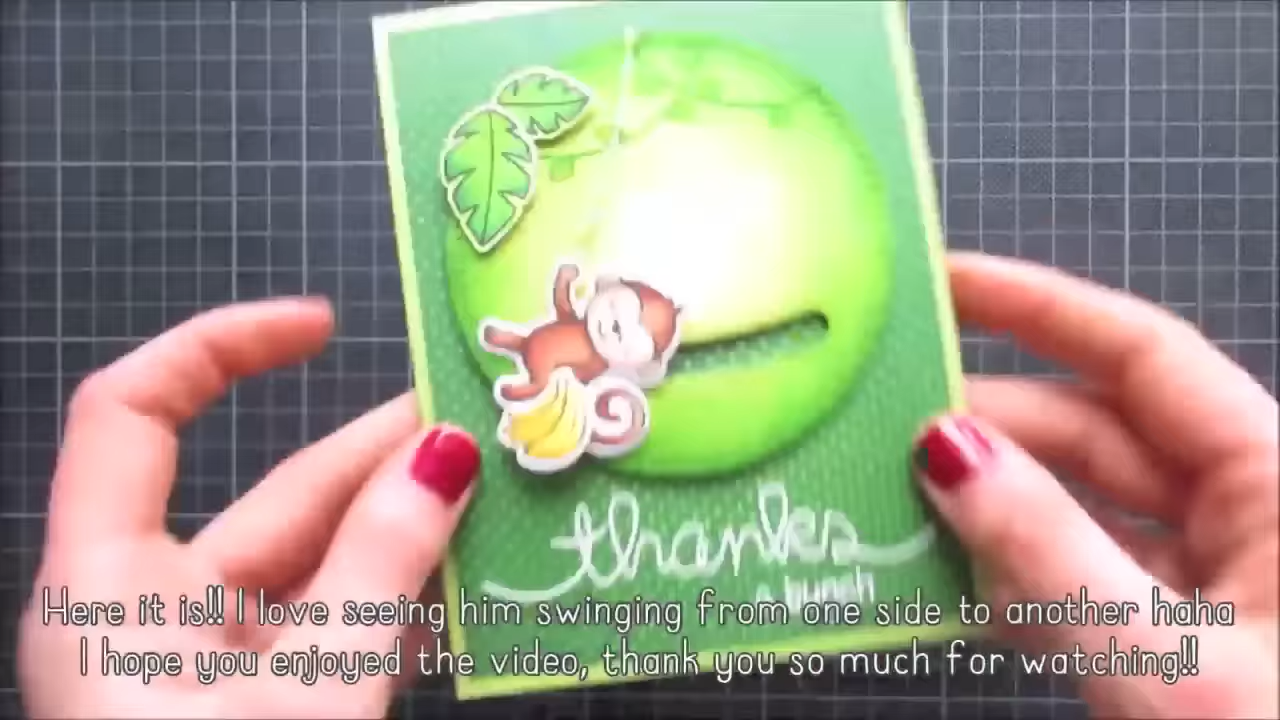 thanks
a bunch
Here it is!! I love seeing him swinging from one side to another haha
I hope you enjoyed the video, thank you so much for watching!!